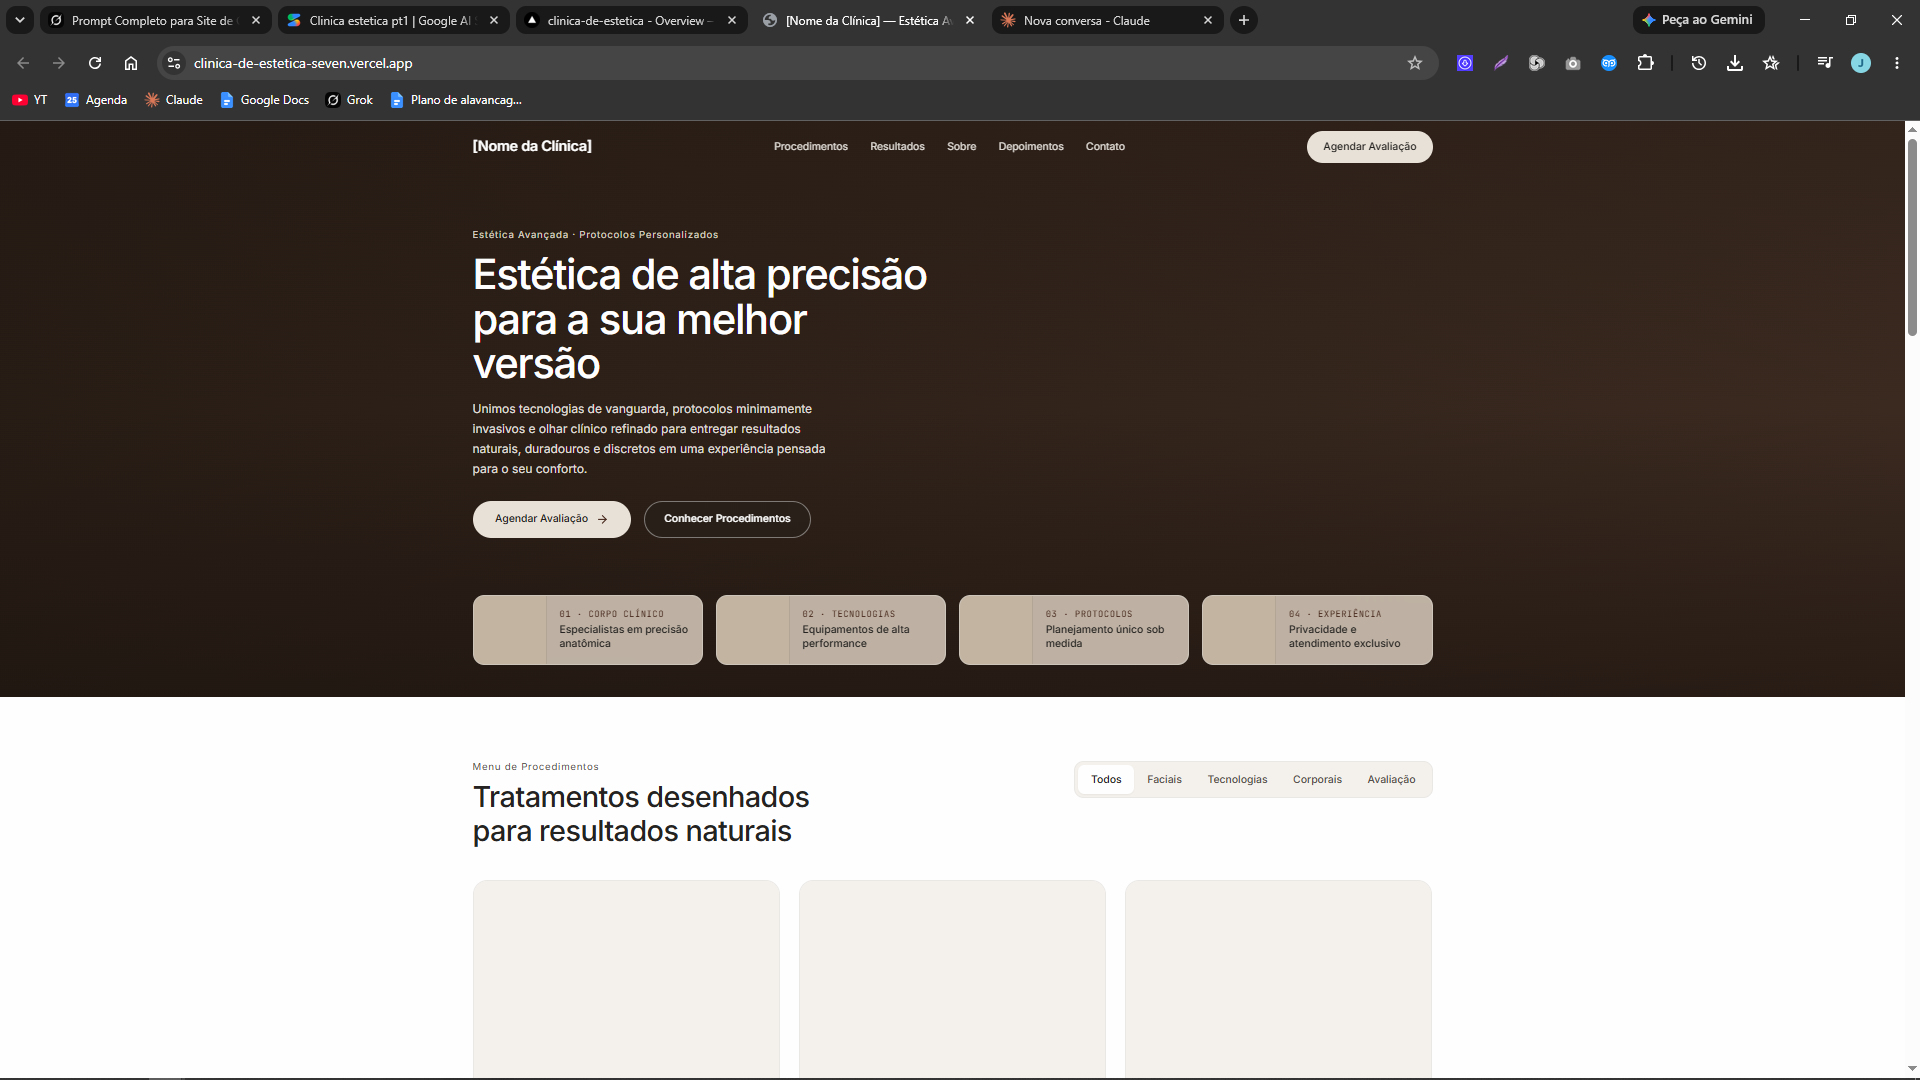 Prompt Completo para Site de
Clinica estetica pt1 | Google AI
clinica-de-estetica - Overview
[Nome da Clínica] — Estética A
Nova conversa - Claude
Peça ao Gemini
clinica-de-estetica-seven.vercel.app
J
YT
25
Agenda
Claude
Google Docs
Grok
Plano de alavancag...
[Nome da Clínica]
Procedimentos
Resultados
Sobre
Depoimentos
Contato
Agendar Avaliação
Estética Avançada · Protocolos Personalizados
Estética de alta precisão
para a sua melhor
versão
Unimos tecnologias de vanguarda, protocolos minimamente
invasivos e olhar clínico refinado para entregar resultados
naturais, duradouros e discretos em uma experiência pensada
para o seu conforto.
Agendar Avaliação →
Conhecer Procedimentos
01 · CORPO CLÍNICO
Especialistas em precisão
anatômica
02 · TECNOLOGIAS
Equipamentos de alta
performance
03 · PROTOCOLOS
Planejamento único sob
medida
04 · EXPERIÊNCIA
Privacidade e
atendimento exclusivo
Menu de Procedimentos
Tratamentos desenhados
para resultados naturais
Todos
Faciais
Tecnologias
Corporais
Avaliação